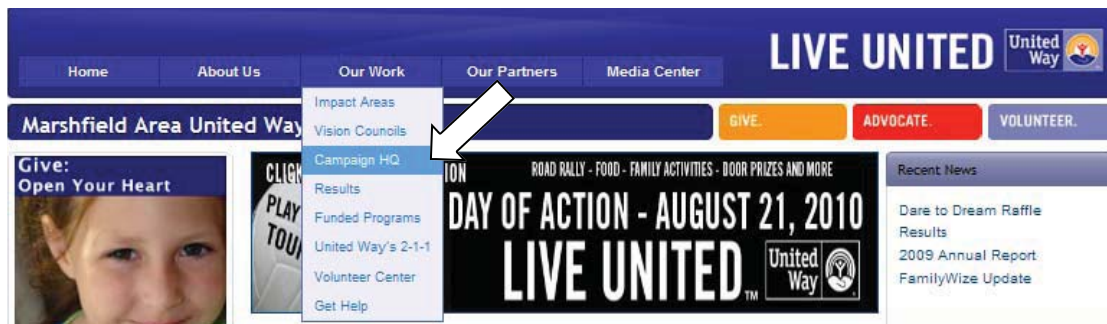 LIVE UNITED
United
Way
Home About Us Our Work Our Partners Media Center
Marshfield Area United Way
GIVE. ADVOCATE. VOLUNTEER.
Impact Areas
Vision Councils
Campaign HQ
Results
Funded Programs
United Way's 2-1-1
Volunteer Center
Get Help
Give:
Open Your Heart
ION ROAD RALLY - FOOD - FAMILY ACTIVITIES - DOOR PRIZES AND MORE
PLAY
DAY OF ACTION - AUGUST 21, 2010
LIVE UNITED TM
United
Way
Recent News
Dare to Dream Raffle
Results
2009 Annual Report
FamilyWize Update